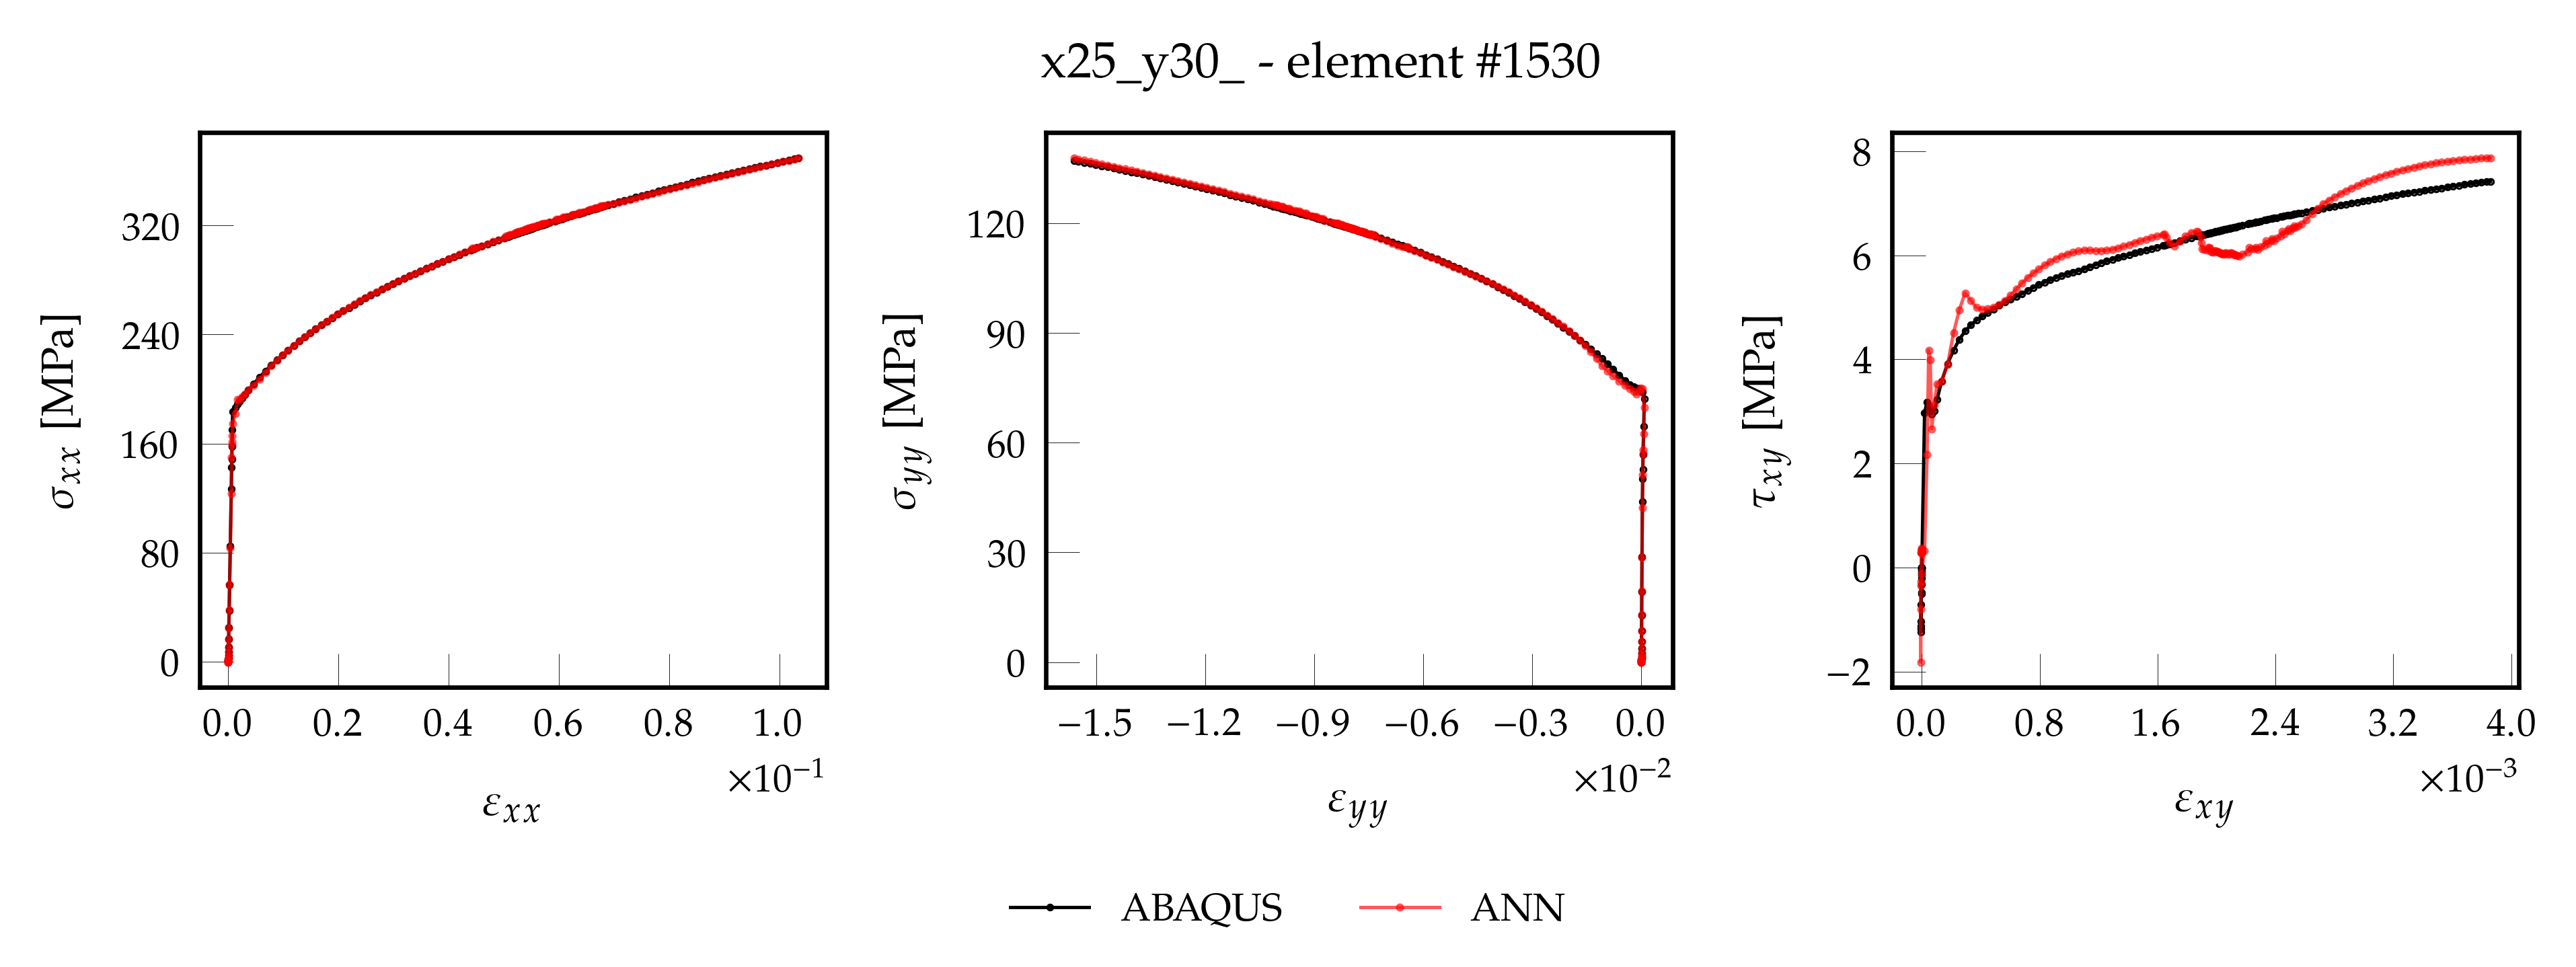 x25_y30_ - element #1530
σxx [MPa]
320
240
160
80
0
0.0 0.2 0.4 0.6 0.8 1.0
×10⁻¹
εxx
σyy [MPa]
120
90
60
30
0
−1.5 −1.2 −0.9 −0.6 −0.3 0.0
×10⁻²
εyy
τxy [MPa]
8
6
4
2
0
−2
0.0 0.8 1.6 2.4 3.2 4.0
×10⁻³
εxy
ABAQUS ANN